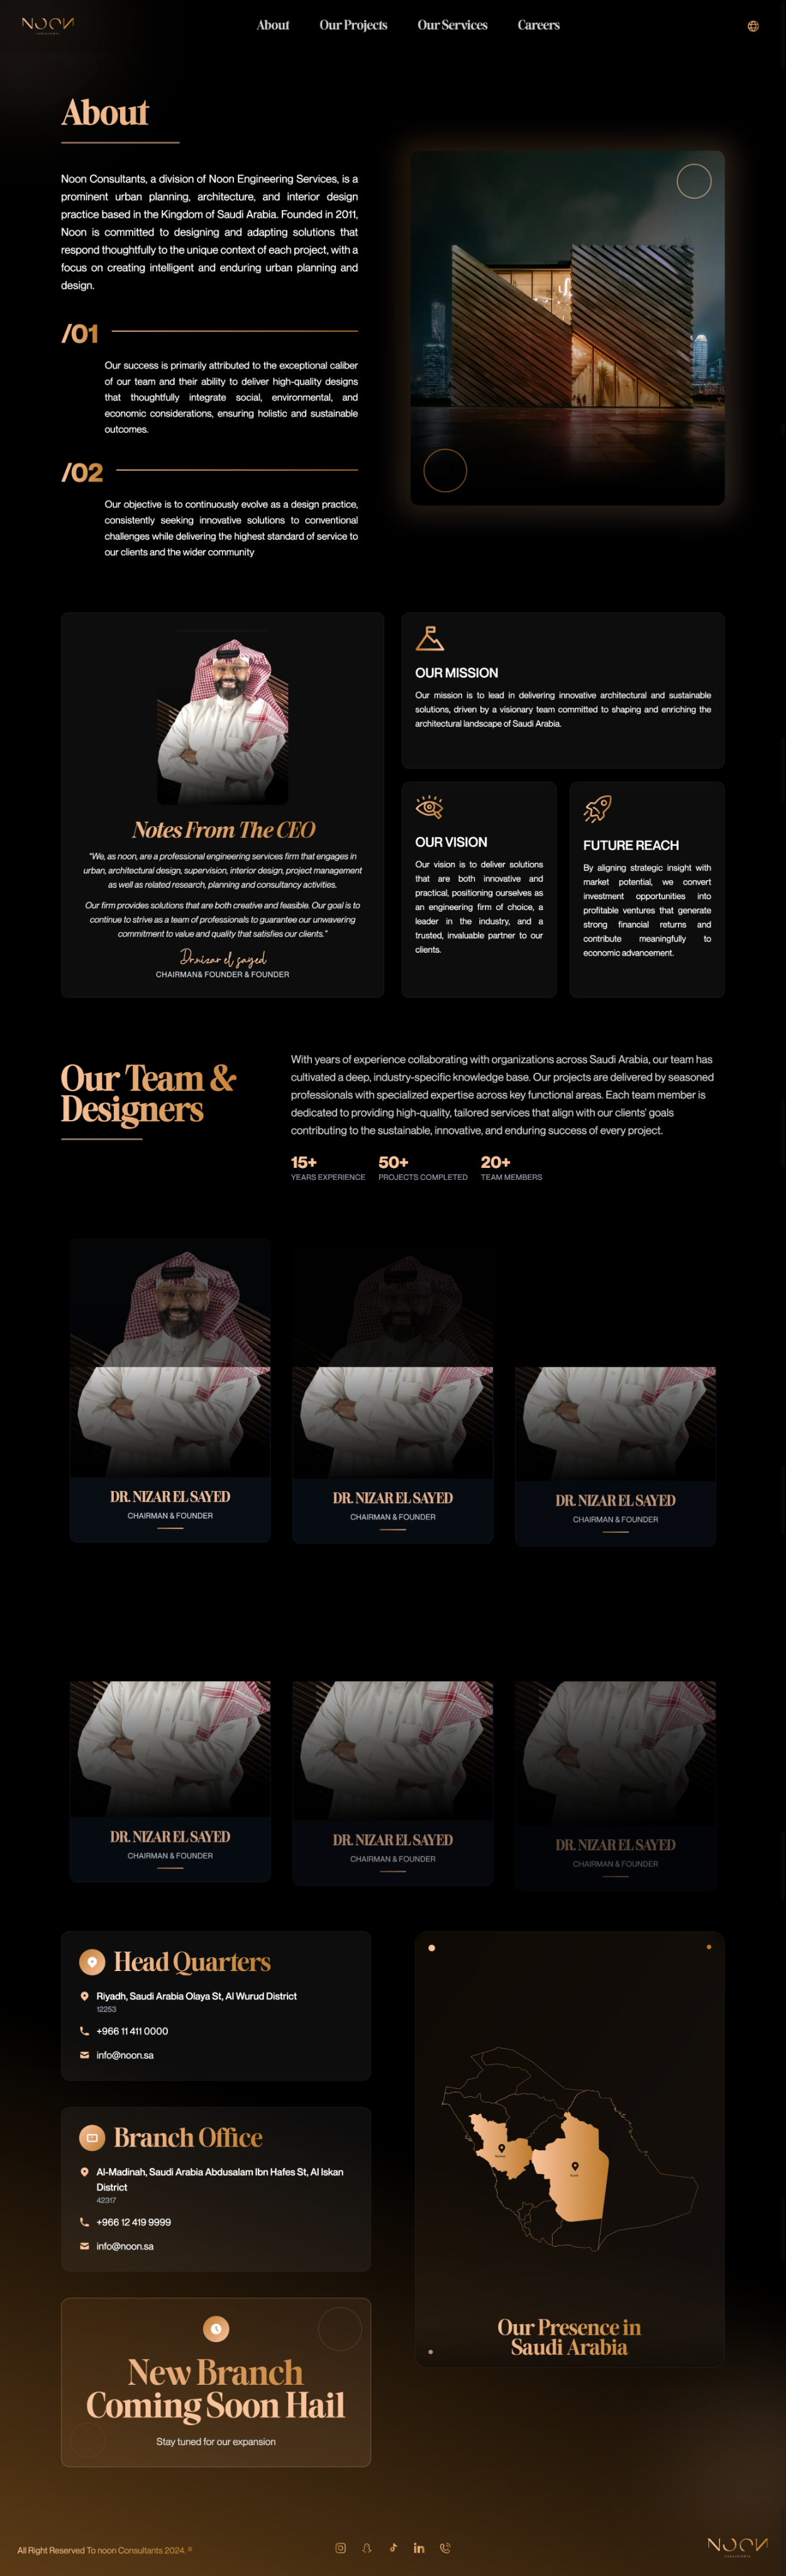 NOON
CONSULTANTS
About
Our Projects
Our Services
Careers
About
Noon Consultants, a division of Noon Engineering Services, is a
prominent urban planning, architecture, and interior design
practice based in the Kingdom of Saudi Arabia. Founded in 2011,
Noon is committed to designing and adapting solutions that
respond thoughtfully to the unique context of each project, with a
focus on creating intelligent and enduring urban planning and
design.
/01
Our success is primarily attributed to the exceptional caliber
of our team and their ability to deliver high-quality designs
that thoughtfully integrate social, environmental, and
economic considerations, ensuring holistic and sustainable
outcomes.
/02
Our objective is to continuously evolve as a design practice,
consistently seeking innovative solutions to conventional
challenges while delivering the highest standard of service to
our clients and the wider community
Notes From The CEO
“We, as noon, are a professional engineering services firm that engages in
urban, architectural design, supervision, interior design, project management
as well as related research, planning and consultancy activities.
Our firm provides solutions that are both creative and feasible. Our goal is to
continue to strive as a team of professionals to guarantee our unwavering
commitment to value and quality that satisfies our clients.”
Dr.nizar el sayed
CHAIRMAN& FOUNDER & FOUNDER
OUR MISSION
Our mission is to lead in delivering innovative architectural and sustainable
solutions, driven by a visionary team committed to shaping and enriching the
architectural landscape of Saudi Arabia.
OUR VISION
Our vision is to deliver solutions
that are both innovative and
practical, positioning ourselves as
an engineering firm of choice, a
leader in the industry, and a
trusted, invaluable partner to our
clients.
FUTURE REACH
By aligning strategic insight with
market potential, we convert
investment opportunities into
profitable ventures that generate
strong financial returns and
contribute meaningfully to
economic advancement.
Our Team &
Designers
With years of experience collaborating with organizations across Saudi Arabia, our team has
cultivated a deep, industry-specific knowledge base. Our projects are delivered by seasoned
professionals with specialized expertise across key functional areas. Each team member is
dedicated to providing high-quality, tailored services that align with our clients' goals
contributing to the sustainable, innovative, and enduring success of every project.
15+
YEARS EXPERIENCE
50+
PROJECTS COMPLETED
20+
TEAM MEMBERS
DR. NIZAR EL SAYED
CHAIRMAN & FOUNDER
DR. NIZAR EL SAYED
CHAIRMAN & FOUNDER
DR. NIZAR EL SAYED
CHAIRMAN & FOUNDER
DR. NIZAR EL SAYED
CHAIRMAN & FOUNDER
DR. NIZAR EL SAYED
CHAIRMAN & FOUNDER
DR. NIZAR EL SAYED
CHAIRMAN & FOUNDER
Head Quarters
Riyadh, Saudi Arabia Olaya St, Al Wurud District
12253
+966 11 411 0000
info@noon.sa
Branch Office
Al-Madinah, Saudi Arabia Abdusalam Ibn Hafes St, Al Iskan
District
42317
+966 12 419 9999
info@noon.sa
New Branch
Coming Soon Hail
Stay tuned for our expansion
Our Presence in
Saudi Arabia
All Right Reserved To noon Consultants 2024. ®
NOON
CONSULTANTS